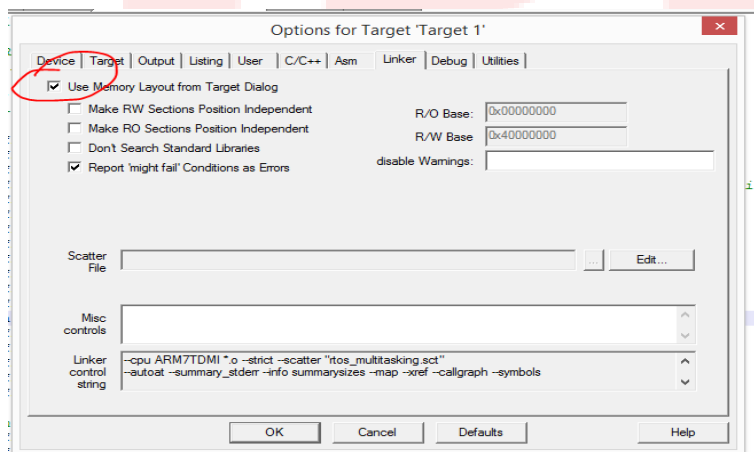 Options for Target 'Target 1'
Device Target Output Listing User C/C++ Asm Linker Debug Utilities
Use Memory Layout from Target Dialog
Make RW Sections Position Independent
Make RO Sections Position Independent
Don't Search Standard Libraries
Report 'might fail' Conditions as Errors
R/O Base: 0x00000000
R/W Base 0x40000000
disable Warnings:
Scatter
File
... Edit...
Misc
controls
Linker
control
string
--cpu ARM7TDMI *.o --strict --scatter "rtos_multitasking.sct"
--autoat --summary_stderr --info summarysizes --map --xref --callgraph --symbols
OK Cancel Defaults Help